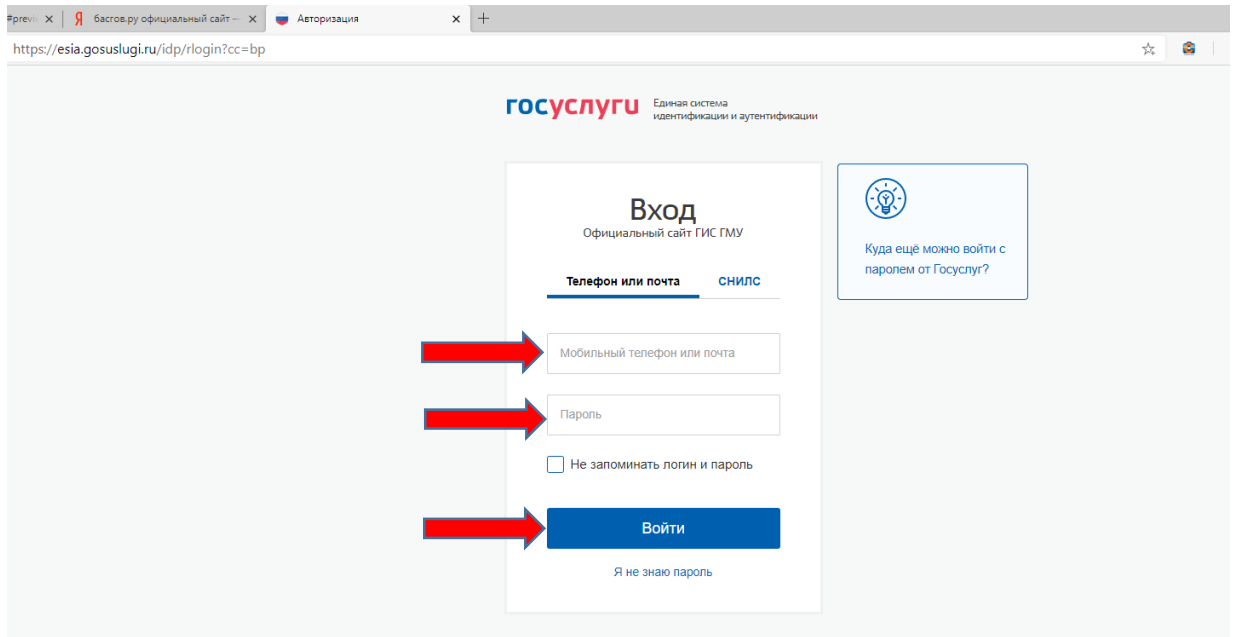 #previ
басгов.ру официальный сайт —
Авторизация
https://esia.gosuslugi.ru/idp/rlogin?cc=bp
госуслуги
Единая система
идентификации и аутентификации
Вход
Официальный сайт ГИС ГМУ
Телефон или почта СНИЛС
Мобильный телефон или почта
Пароль
Не запоминать логин и пароль
Войти
Я не знаю пароль
Куда ещё можно войти с
паролем от Госуслуг?